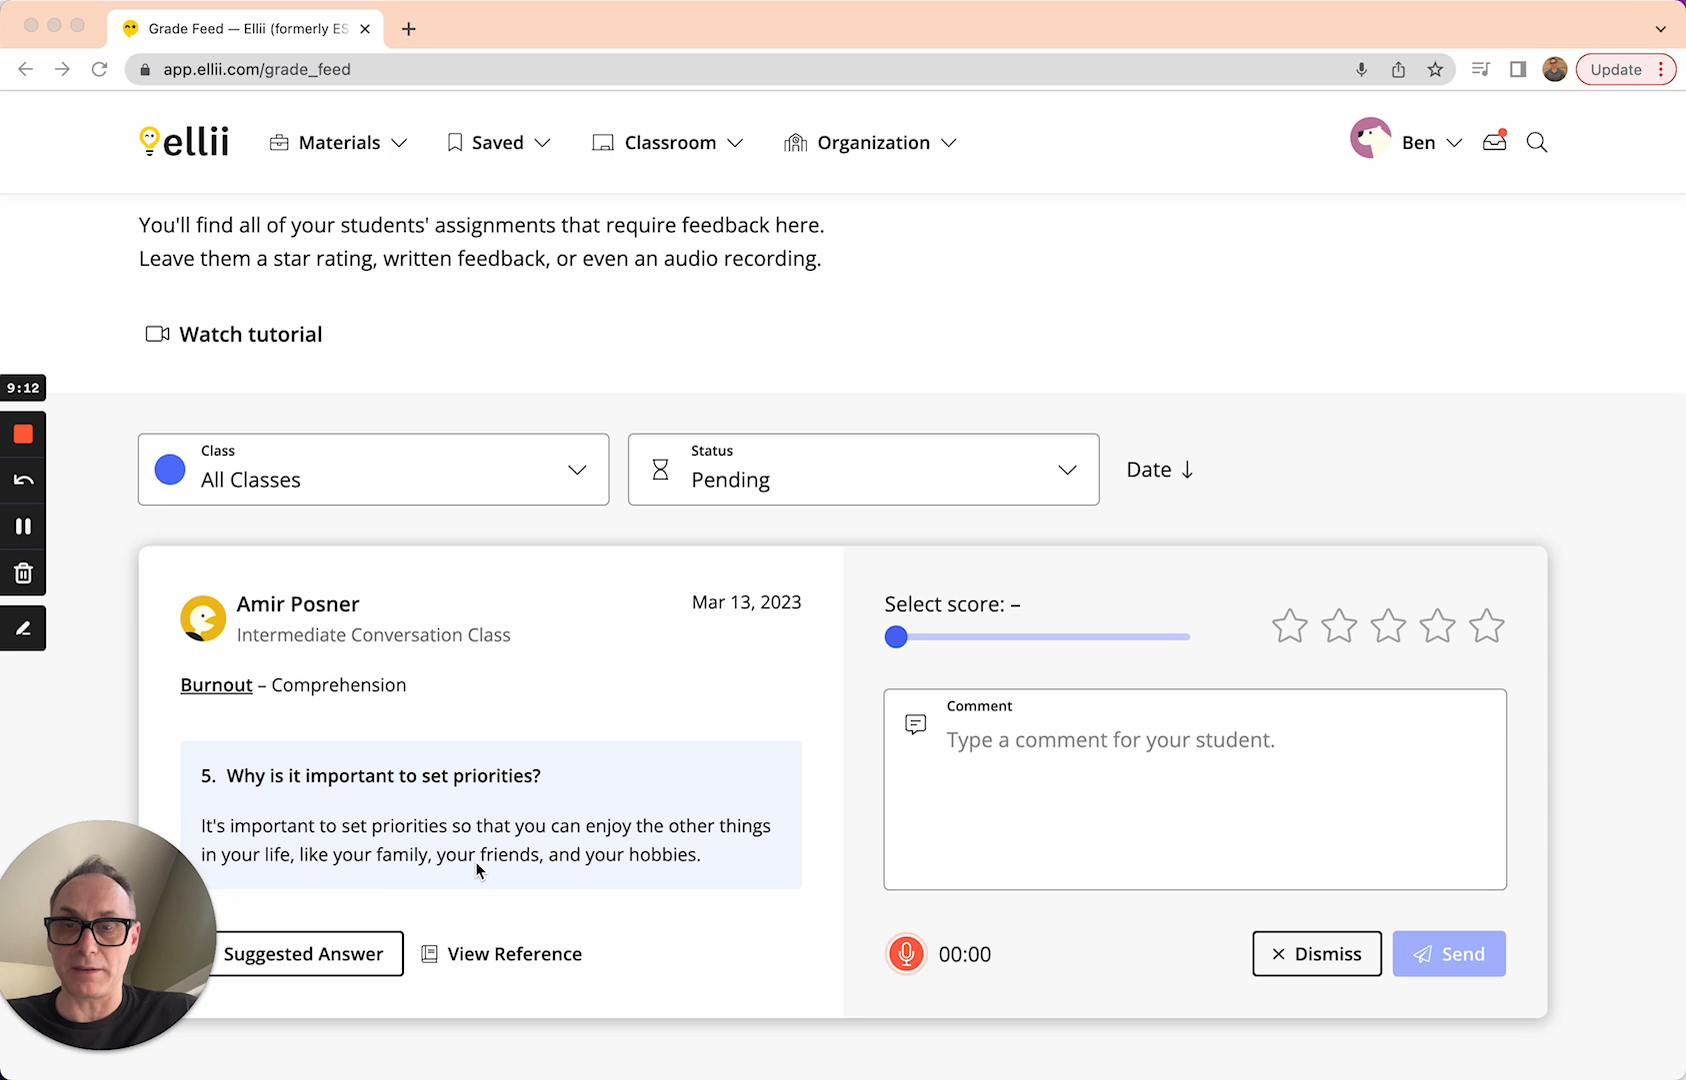 Grade Feed — Ellii (formerly ES
app.ellii.com/grade_feed
Update
ellii
Materials
Saved
Classroom
Organization
Ben
You'll find all of your students' assignments that require feedback here.
Leave them a star rating, written feedback, or even an audio recording.
Watch tutorial
9:12
Class
All Classes
Status
Pending
Date
Amir Posner
Mar 13, 2023
Intermediate Conversation Class
Burnout – Comprehension
5. Why is it important to set priorities?
It's important to set priorities so that you can enjoy the other things
in your life, like your family, your friends, and your hobbies.
Suggested Answer
View Reference
Select score: –
Comment
Type a comment for your student.
00:00
Dismiss
Send